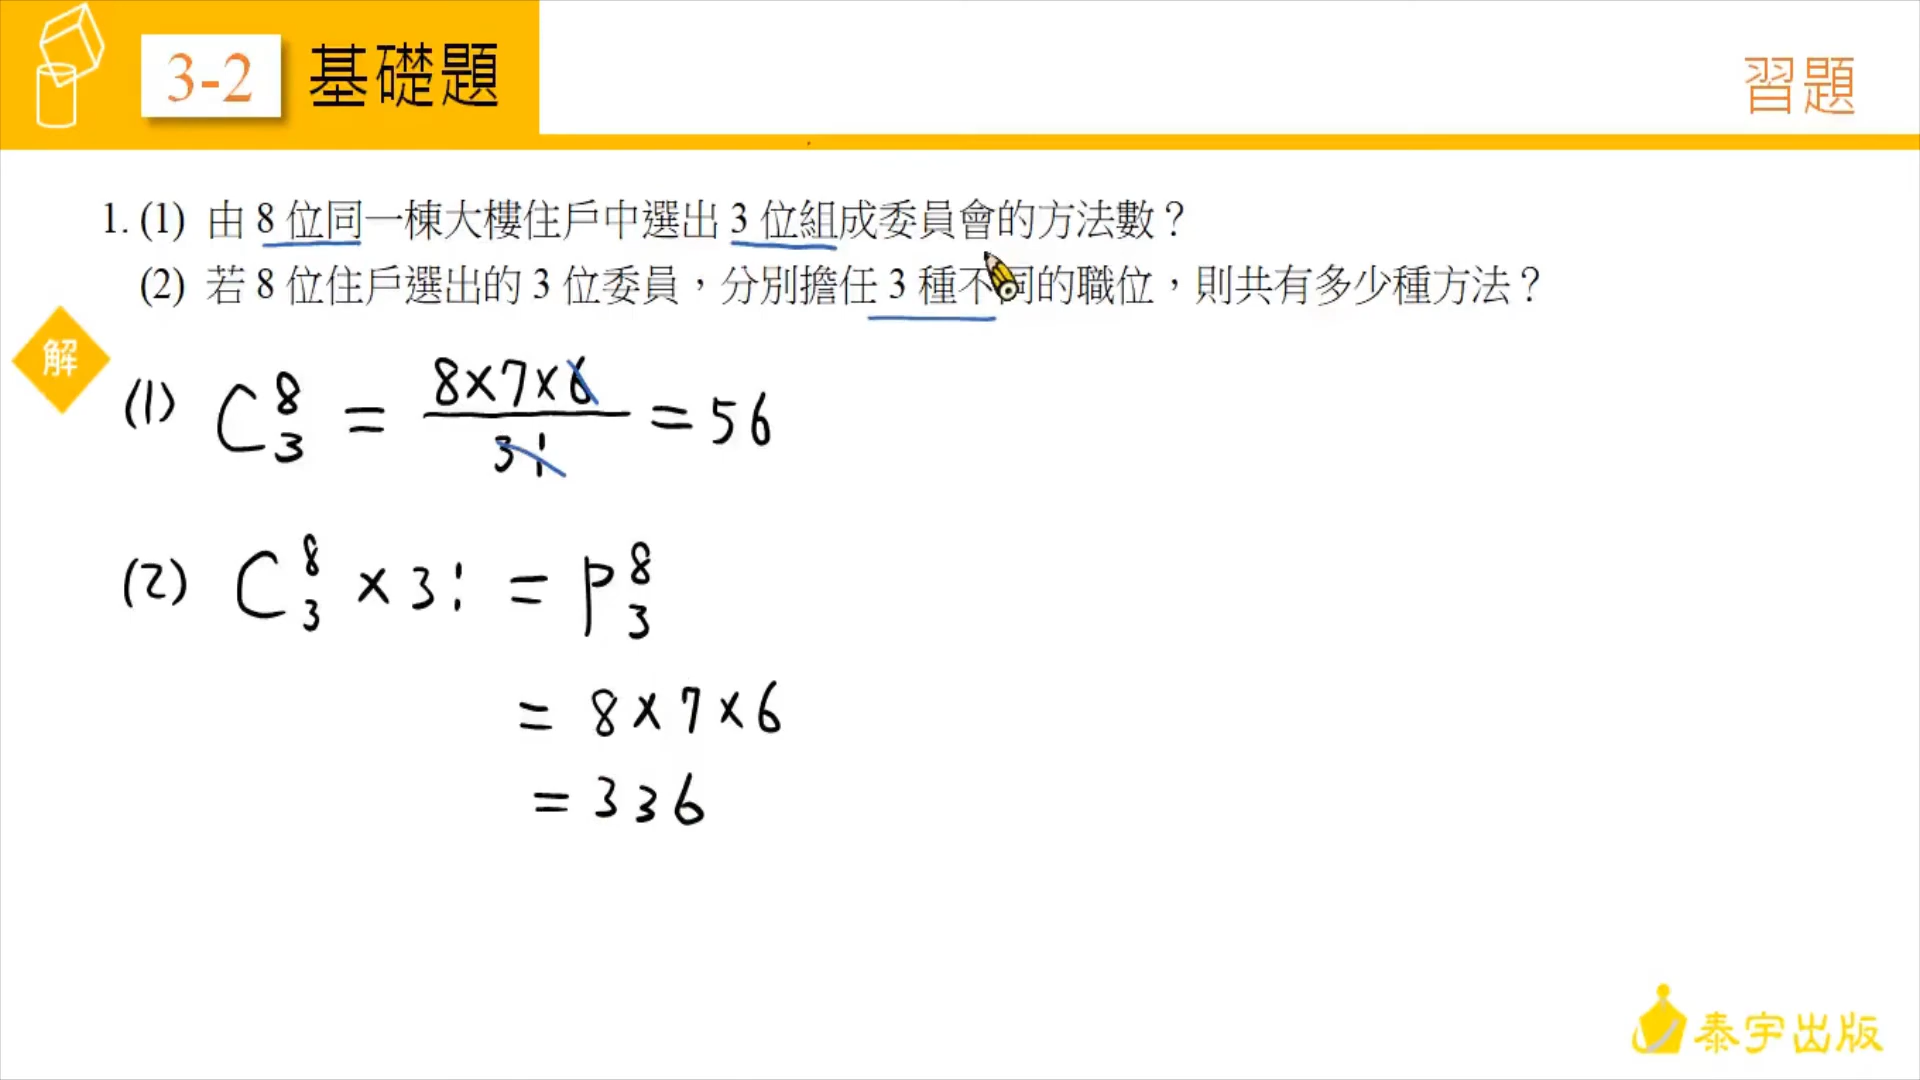 3-2 基礎題
習題
1. (1) 由 8 位同一棟大樓住戶中選出 3 位組成委員會的方法數？
(2) 若 8 位住戶選出的 3 位委員，分別擔任 3 種不同的職位，則共有多少種方法？
解
(1) C⁸₃ = 8×7×6 / 3! = 56
(2) C⁸₃ × 3! = P⁸₃
= 8×7×6
= 336
泰宇出版